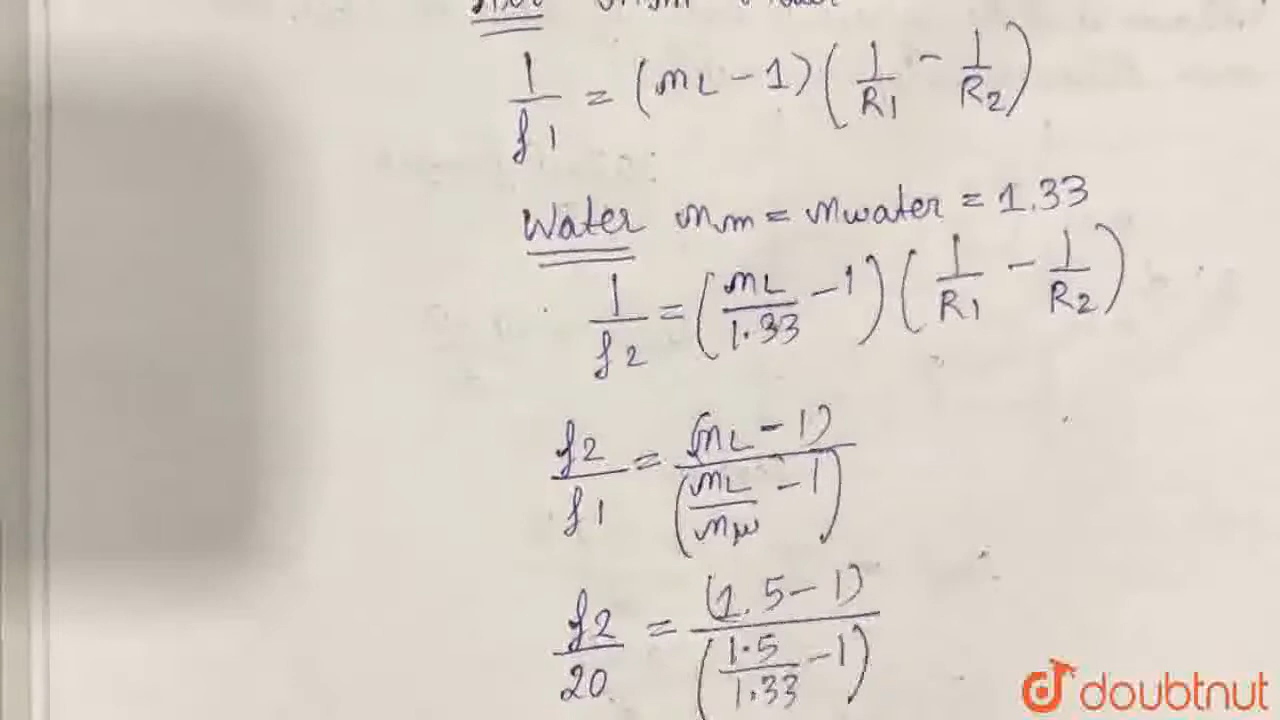 1/f1 = (nL - 1) (1/R1 - 1/R2)
Water nm = nwater = 1.33
1/f2 = (nL/1.33 - 1) (1/R1 - 1/R2)
f2/f1 = (nL - 1)/(nL/nw - 1)
f2/20 = (1.5 - 1)/(1.5/1.33 - 1)
doubtnut